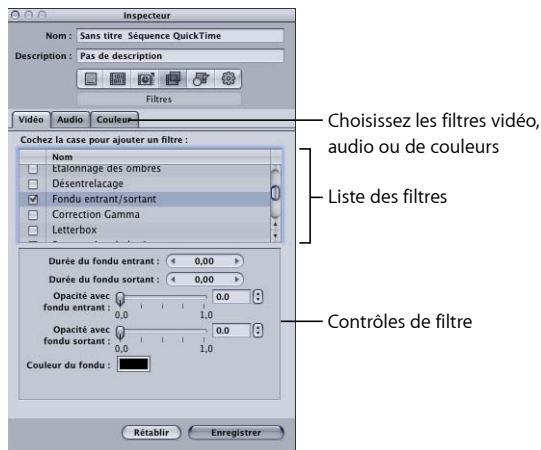 Inspecteur
Nom : Sans titre Séquence QuickTime
Description : Pas de description
Filtres
Vidéo Audio Couleur
Choisissez les filtres vidéo,
audio ou de couleurs
Cochez la case pour ajouter un filtre :
Nom
Etalonnage des ombres
Désentrelacage
Fondu entrant/sortant
Correction Gamma
Letterbox
Liste des filtres
Durée du fondu entrant : 0,00
Durée du fondu sortant : 0,00
Opacité avec
fondu entrant : 0.0
0,0 1,0
Opacité avec
fondu sortant : 0.0
0,0 1,0
Contrôles de filtre
Couleur du fondu :
Rétablir Enregistrer